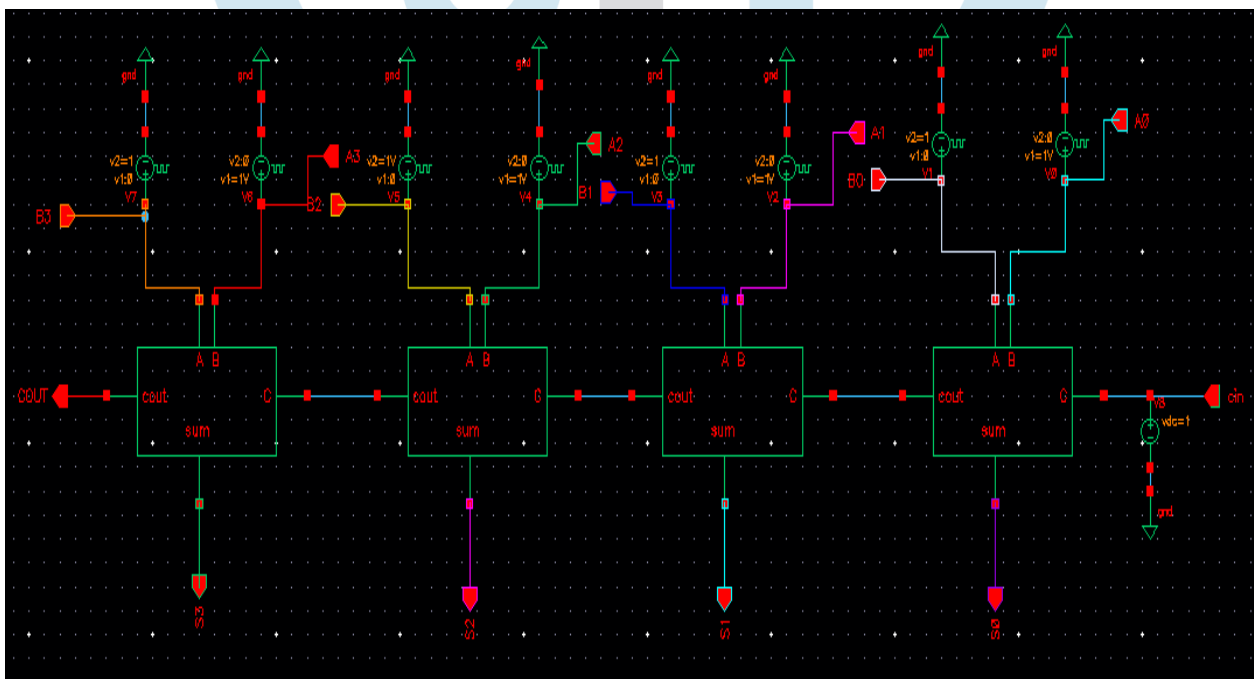 gnd gnd gnd gnd gnd gnd gnd gnd
v2=1 v1:0 V7
v2:0 v1=1V V6
A3
B3
v2=1V v1:0 V5
B2
v2:0 v1=1V V4
A2
v2=1 v1:0 V3
B1
v2:0 v1=1V V2
A1
v2=1 v1:0 V1
B0
v2:0 v1=1V V0
A0
A B A B A B A B
COUT cout C cout C cout C cout C cin
sum sum sum sum
vdc=1
gnd
S3 S2 S1 S0